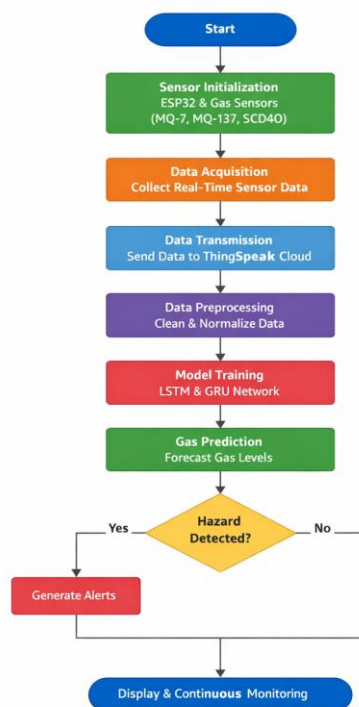 Start
Sensor Initialization
ESP32 & Gas Sensors
(MQ-7, MQ-137, SCD4O)
Data Acquisition
Collect Real-Time Sensor Data
Data Transmission
Send Data to ThingSpeak Cloud
Data Preprocessing
Clean & Normalize Data
Model Training
LSTM & GRU Network
Gas Prediction
Forecast Gas Levels
Yes
Hazard
Detected?
No
Generate Alerts
Display & Continuous Monitoring